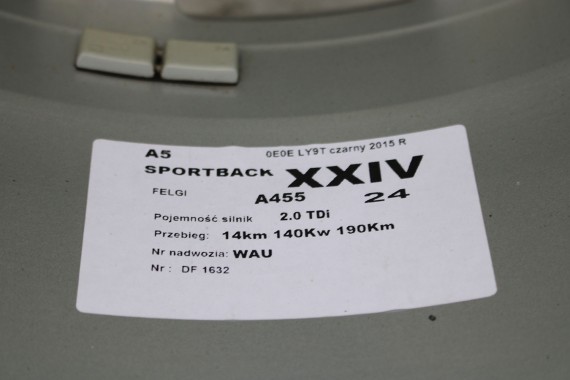 A5 0E0E LY9T czarny 2015 R
SPORTBACK XXIV
FELGI A455 24
Pojemność silnik 2.0 TDi
Przebieg: 14km 140Kw 190Km
Nr nadwozia: WAU
Nr : DF 1632